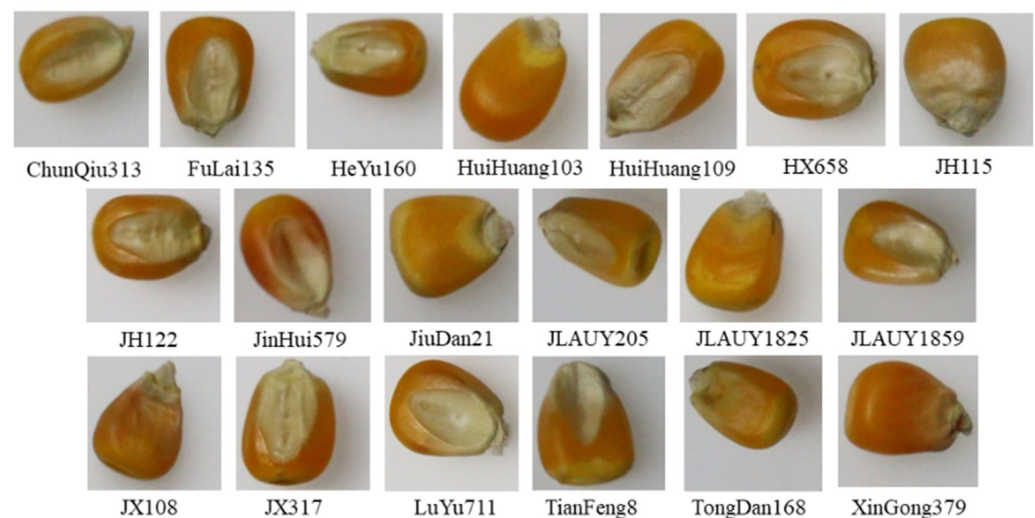 ChunQiu313 FuLai135 HeYu160 HuiHuang103 HuiHuang109 HX658 JH115
JH122 JinHui579 JiuDan21 JLAUY205 JLAUY1825 JLAUY1859
JX108 JX317 LuYu711 TianFeng8 TongDan168 XinGong379